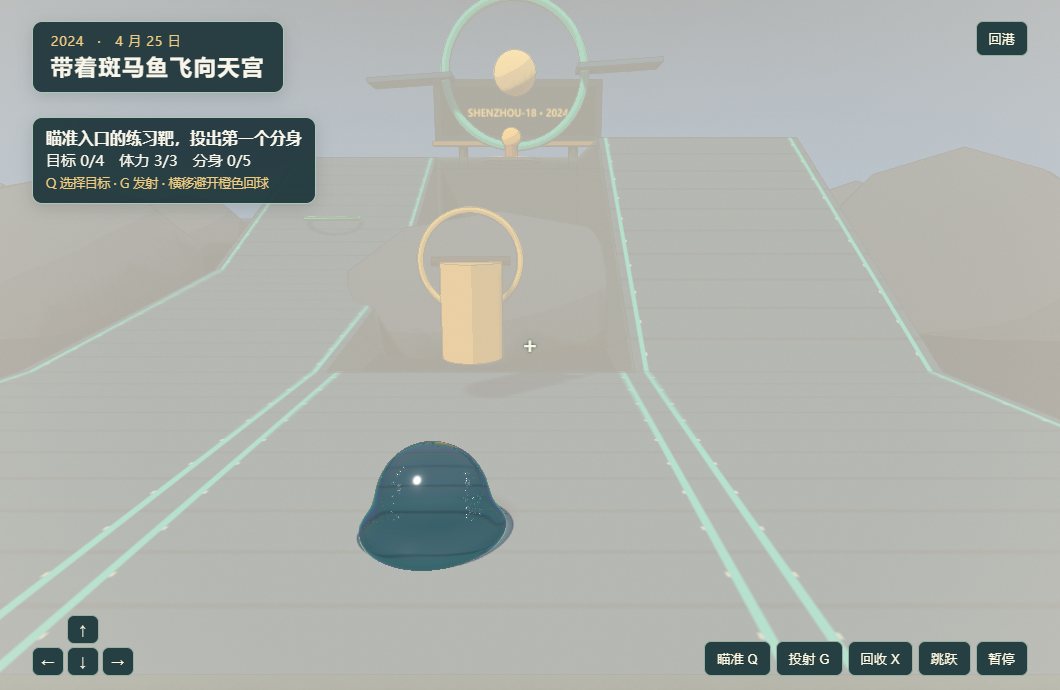 2024 · 4 月 25 日
带着斑马鱼飞向天宫
回港
SHENZHOU-18 • 2024
瞄准入口的练习靶，投出第一个分身
目标 0/4 体力 3/3 分身 0/5
Q 选择目标 · G 发射 · 横移避开橙色回球
↑
← ↓ →
瞄准 Q 投射 G 回收 X 跳跃 暂停